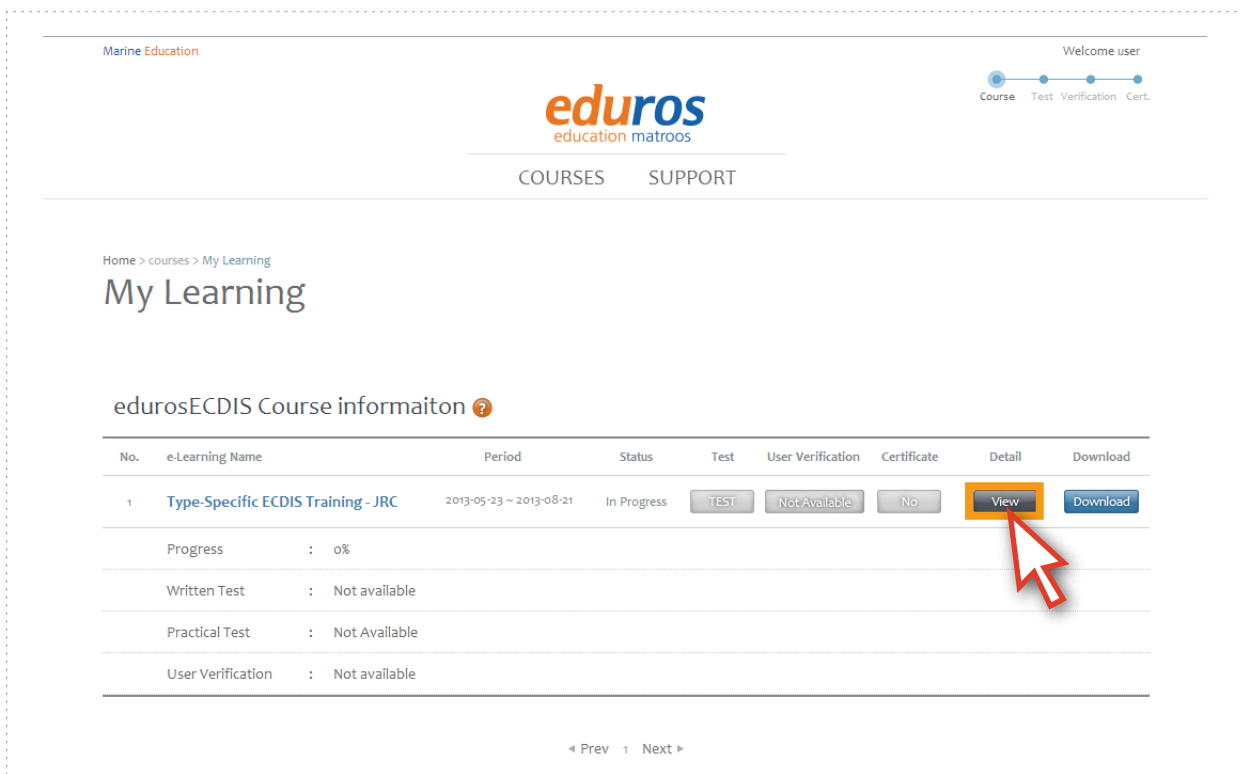 Marine Education
Welcome user
Course Test Verification Cert.
eduros
education matroos
COURSES SUPPORT
Home > courses > My Learning
My Learning
edurosECDIS Course informaiton ?
No. e-Learning Name Period Status Test User Verification Certificate Detail Download
1 Type-Specific ECDIS Training - JRC 2013-05-23 ~ 2013-08-21 In Progress TEST Not Available No View Download
Progress : 0%
Written Test : Not available
Practical Test : Not Available
User Verification : Not available
◀ Prev 1 Next ▶